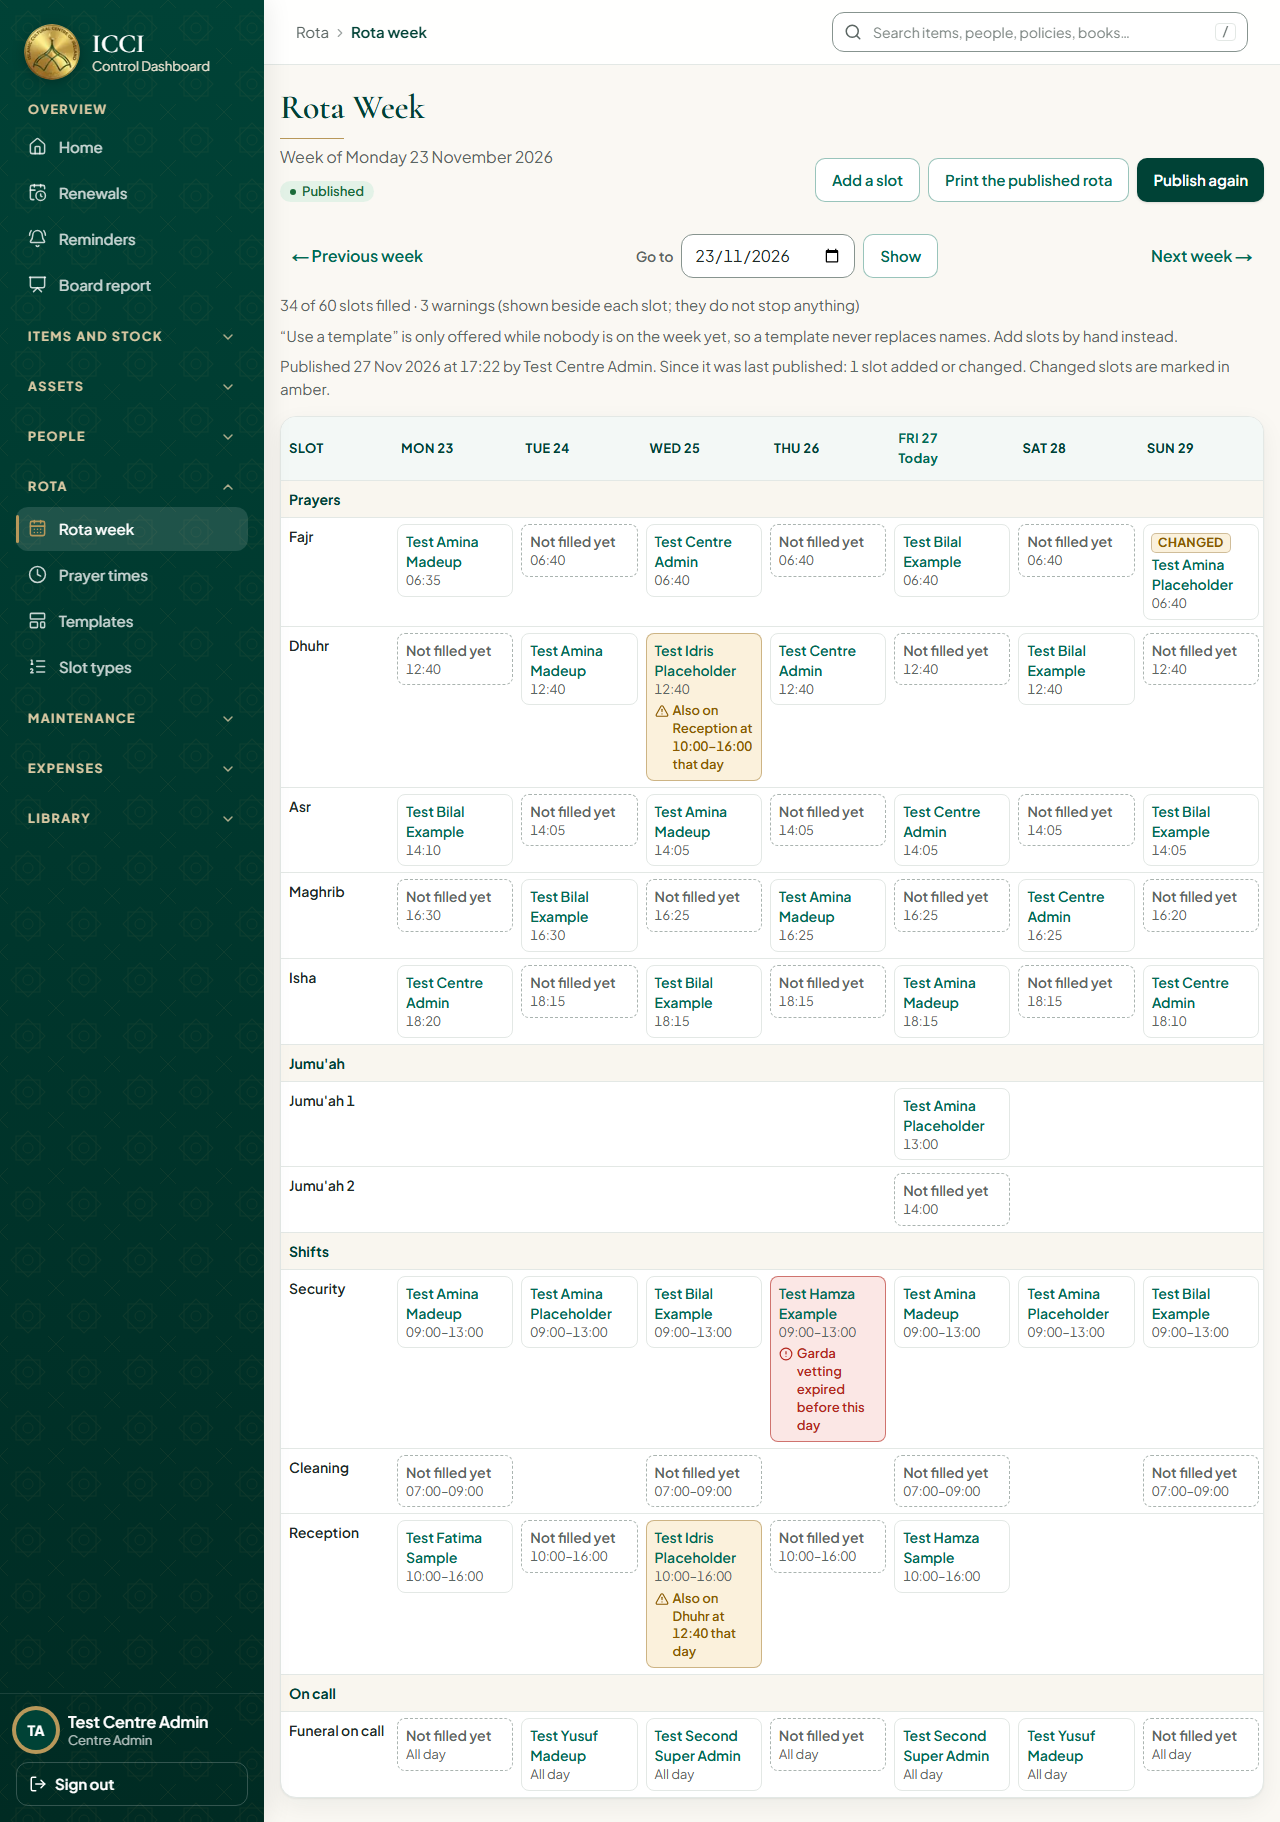 ICCI
Control Dashboard
OVERVIEW
Home
Renewals
Reminders
Board report
ITEMS AND STOCK
ASSETS
PEOPLE
ROTA
Rota week
Prayer times
Templates
Slot types
MAINTENANCE
EXPENSES
LIBRARY
TA
Test Centre Admin
Centre Admin
Sign out
Rota > Rota week
Search items, people, policies, books… /
Rota Week
Week of Monday 23 November 2026
Published
Add a slot
Print the published rota
Publish again
← Previous week
Go to 23/11/2026 Show
Next week →
34 of 60 slots filled · 3 warnings (shown beside each slot; they do not stop anything)
“Use a template” is only offered while nobody is on the week yet, so a template never replaces names. Add slots by hand instead.
Published 27 Nov 2026 at 17:22 by Test Centre Admin. Since it was last published: 1 slot added or changed. Changed slots are marked in
amber.
SLOT MON 23 TUE 24 WED 25 THU 26 FRI 27 Today SAT 28 SUN 29
Prayers
Fajr
Test Amina Madeup 06:35
Not filled yet 06:40
Test Centre Admin 06:40
Not filled yet 06:40
Test Bilal Example 06:40
Not filled yet 06:40
CHANGED Test Amina Placeholder 06:40
Dhuhr
Not filled yet 12:40
Test Amina Madeup 12:40
Test Idris Placeholder 12:40
Also on Reception at 10:00–16:00 that day
Test Centre Admin 12:40
Not filled yet 12:40
Test Bilal Example 12:40
Not filled yet 12:40
Asr
Test Bilal Example 14:10
Not filled yet 14:05
Test Amina Madeup 14:05
Not filled yet 14:05
Test Centre Admin 14:05
Not filled yet 14:05
Test Bilal Example 14:05
Maghrib
Not filled yet 16:30
Test Bilal Example 16:30
Not filled yet 16:25
Test Amina Madeup 16:25
Not filled yet 16:25
Test Centre Admin 16:25
Not filled yet 16:20
Isha
Test Centre Admin 18:20
Not filled yet 18:15
Test Bilal Example 18:15
Not filled yet 18:15
Test Amina Madeup 18:15
Not filled yet 18:15
Test Centre Admin 18:10
Jumu'ah
Jumu'ah 1
Test Amina Placeholder 13:00
Jumu'ah 2
Not filled yet 14:00
Shifts
Security
Test Amina Madeup 09:00–13:00
Test Amina Placeholder 09:00–13:00
Test Bilal Example 09:00–13:00
Test Hamza Example 09:00–13:00
Garda vetting expired before this day
Test Amina Madeup 09:00–13:00
Test Amina Placeholder 09:00–13:00
Test Bilal Example 09:00–13:00
Cleaning
Not filled yet 07:00–09:00
Not filled yet 07:00–09:00
Not filled yet 07:00–09:00
Not filled yet 07:00–09:00
Reception
Test Fatima Sample 10:00–16:00
Not filled yet 10:00–16:00
Test Idris Placeholder 10:00–16:00
Also on Dhuhr at 12:40 that day
Not filled yet 10:00–16:00
Test Hamza Sample 10:00–16:00
On call
Funeral on call
Not filled yet All day
Test Yusuf Madeup All day
Test Second Super Admin All day
Not filled yet All day
Test Second Super Admin All day
Test Yusuf Madeup All day
Not filled yet All day